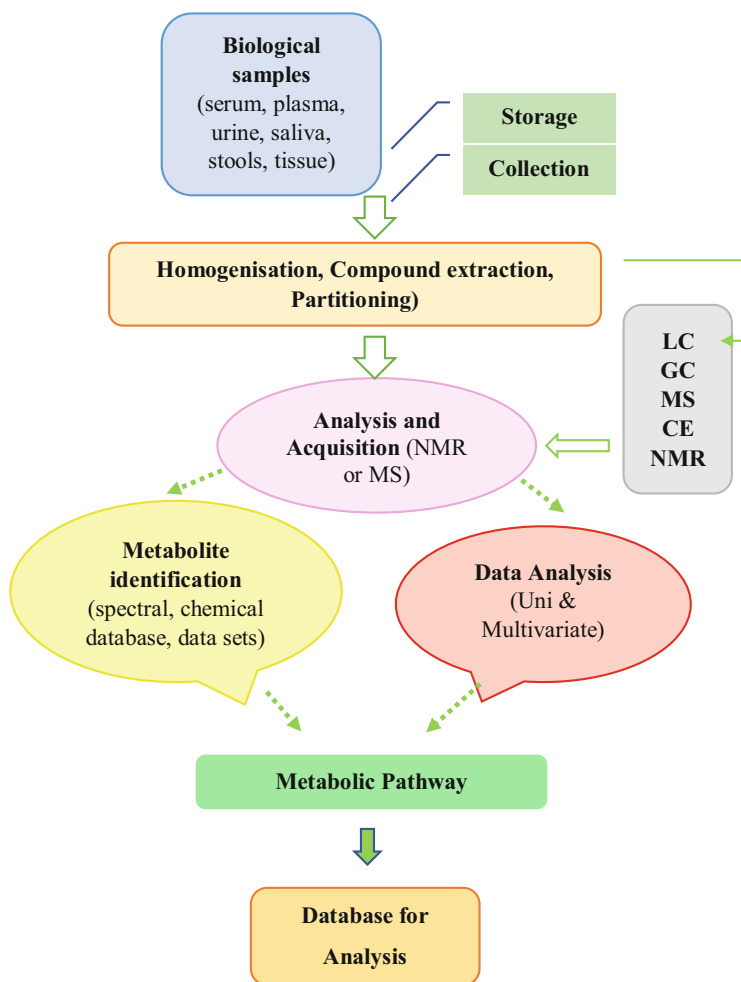 Biological
samples
(serum, plasma,
urine, saliva,
stools, tissue)
Storage
Collection
Homogenisation, Compound extraction,
Partitioning)
LC
GC
MS
CE
NMR
Analysis and
Acquisition (NMR
or MS)
Metabolite
identification
(spectral, chemical
database, data sets)
Data Analysis
(Uni &
Multivariate)
Metabolic Pathway
Database for
Analysis